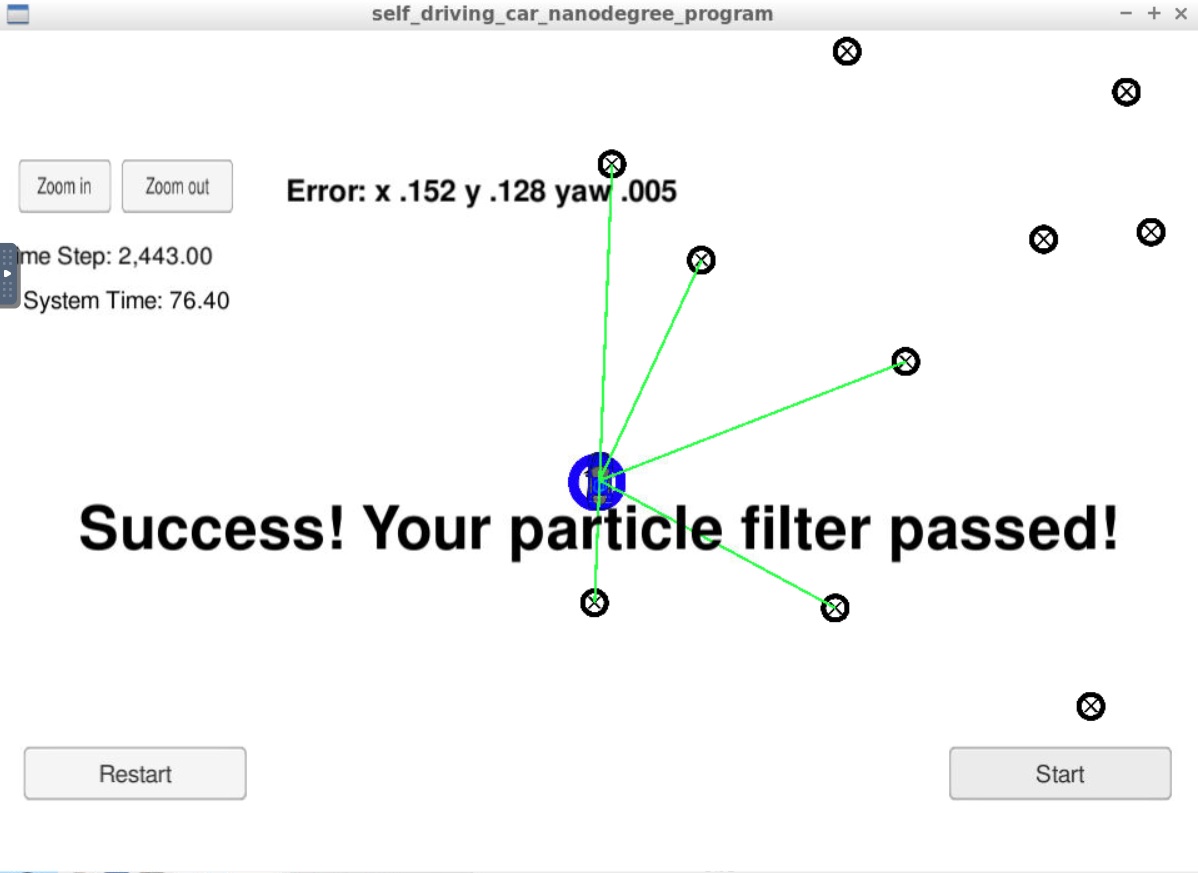 self_driving_car_nanodegree_program
Zoom in
Zoom out
Error: x .152 y .128 yaw .005
me Step: 2,443.00
System Time: 76.40
Success! Your particle filter passed!
Restart
Start